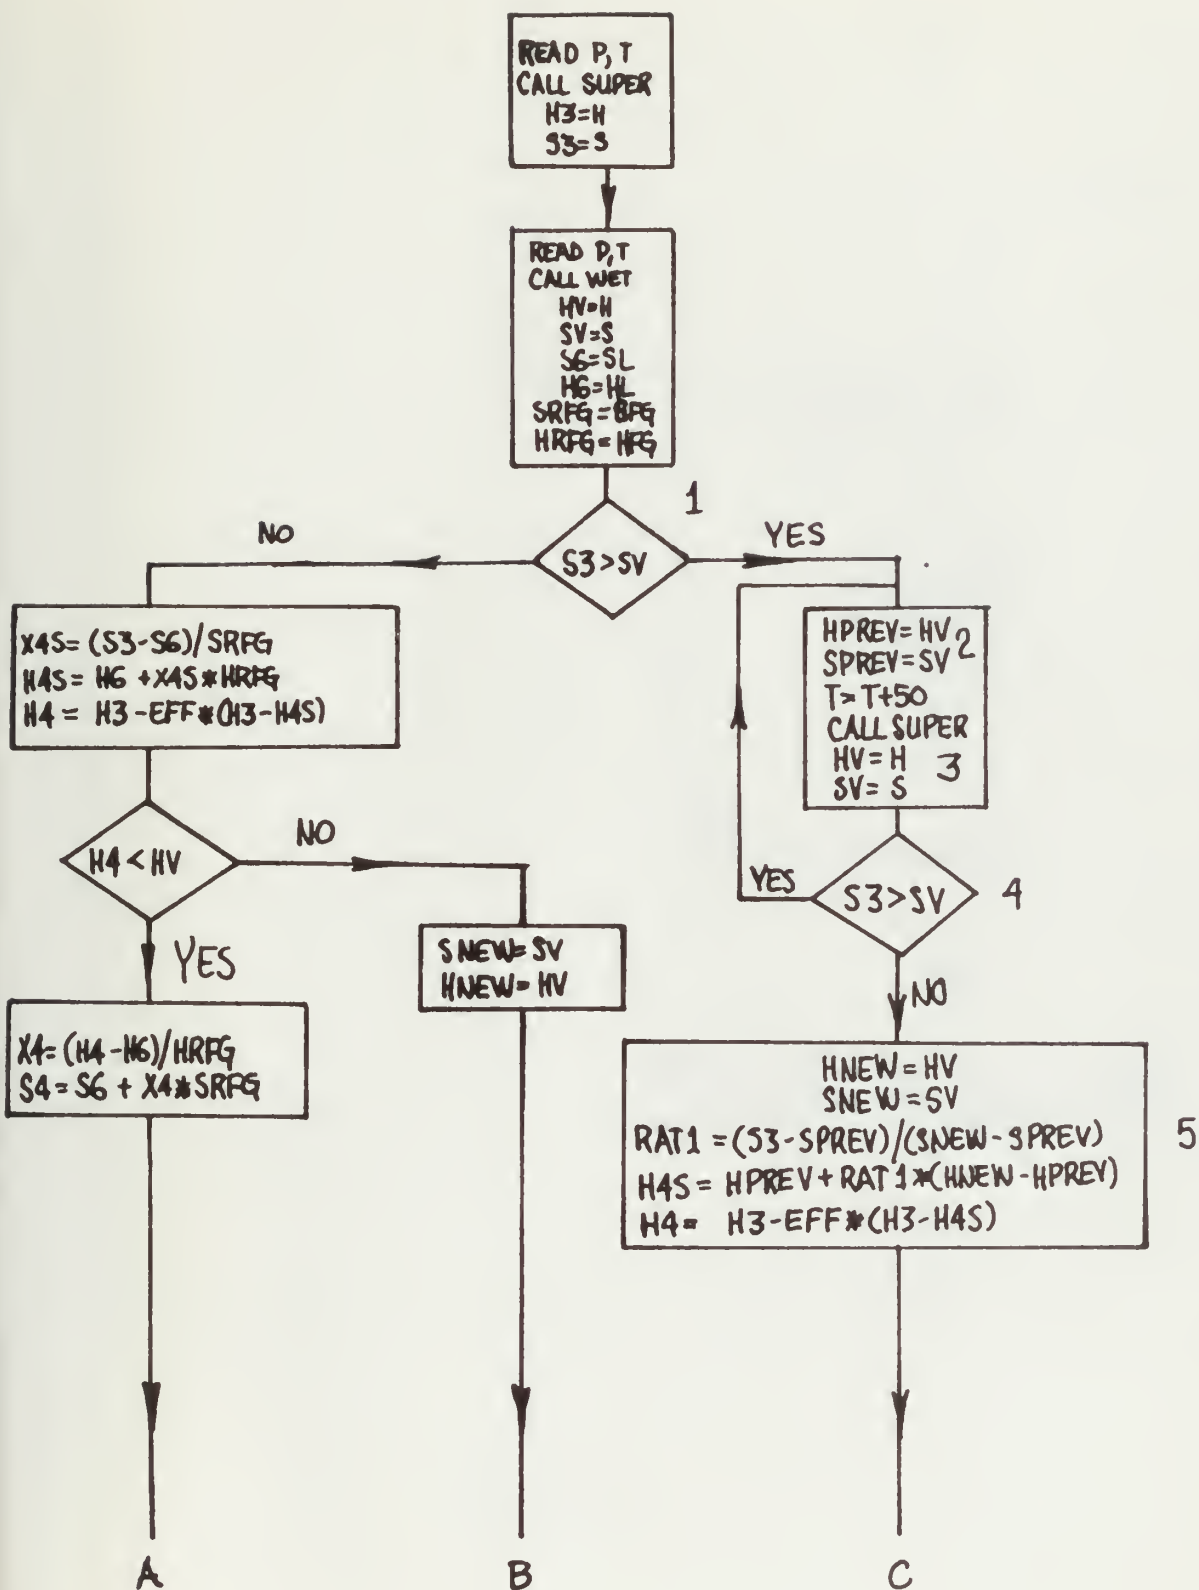 READ P, T
CALL SUPER
H3=H
S3=S
READ P,T
CALL WET
HV=H
SV=S
S6=SL
H6=HL
SRFG = SFG
HRFG = HFG
1
NO
S3>SV
YES
X4S= (S3-S6)/SRFG
H4S= H6 +X4S*HRFG
H4 = H3-EFF*(H3-H4S)
HPREV=HV
2
SPREV=SV
T=T+50
CALL SUPER
HV=H
3
SV=S
H4<HV
NO
YES
S3>SV
4
YES
NO
SNEW=SV
HNEW=HV
X4=(H4-H6)/HRFG
S4=S6 + X4*SRFG
HNEW=HV
SNEW=SV
RAT1=(S3-SPREV)/(SNEW-SPREV)
5
H4S= HPREV+RAT1*(HNEW-HPREV)
H4= H3-EFF*(H3-H4S)
A
B
C